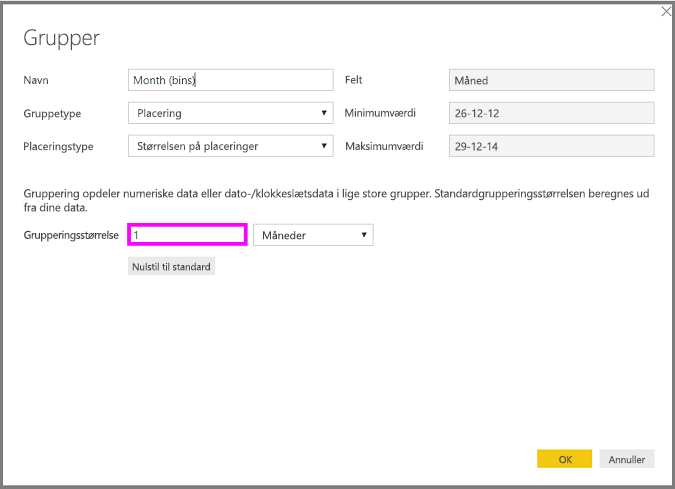 Grupper
Navn Month (bins) Felt Måned
Gruppetype Placering Minimumværdi 26-12-12
Placeringstype Størrelsen på placeringer Maksimumværdi 29-12-14
Gruppering opdeler numeriske data eller dato-/klokkeslætsdata i lige store grupper. Standardgrupperingsstørrelsen beregnes ud
fra dine data.
Grupperingsstørrelse 1 Måneder
Nulstil til standard
OK Annuller